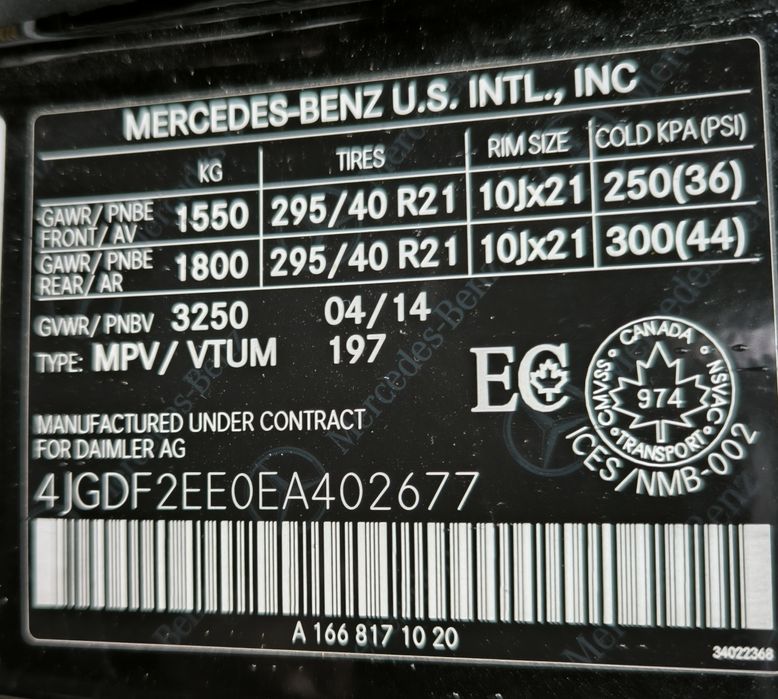 MERCEDES-BENZ U.S. INTL., INC
KG TIRES RIM SIZE COLD KPA (PSI)
GAWR/PNBE FRONT/AV 1550 295/40 R21 10Jx21 250(36)
GAWR/PNBE REAR/AR 1800 295/40 R21 10Jx21 300(44)
GVWR/PNBV 3250 04/14
TYPE: MPV/VTUM 197
EC
CANADA
CMVSS NSVAC
974
TRANSPORT
ICES/NMB-002
MANUFACTURED UNDER CONTRACT
FOR DAIMLER AG
4JGDF2EE0EA402677
A 166 817 10 20
34022368
Mercedes-Benz